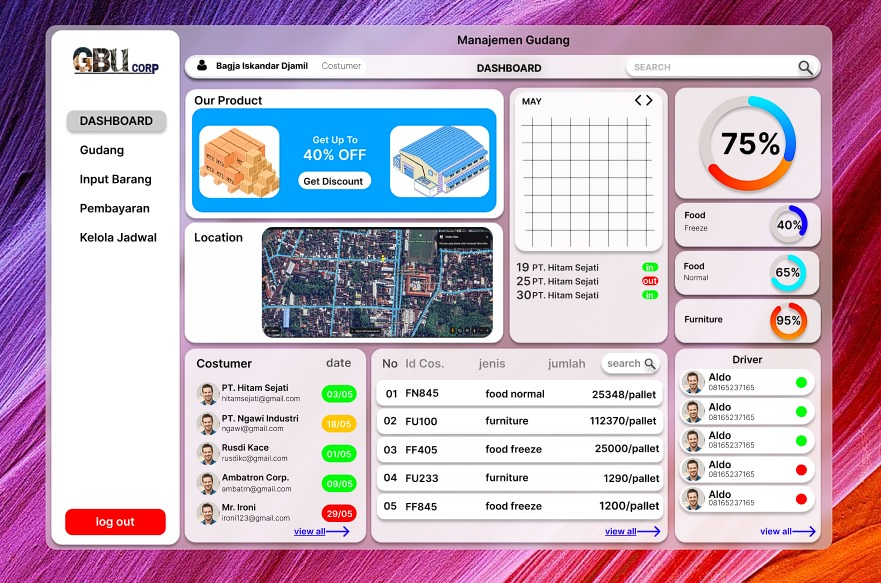 Manajemen Gudang
GBU CORP
Bagja Iskandar Djamil Costumer
DASHBOARD
SEARCH
DASHBOARD
Gudang
Input Barang
Pembayaran
Kelola Jadwal
log out
Our Product
Get Up To
40% OFF
Get Discount
Location
MAY
19 PT. Hitam Sejati in
25 PT. Hitam Sejati out
30 PT. Hitam Sejati in
75%
Food
Freeze
40%
Food
Normal
65%
Furniture
95%
Costumer date
PT. Hitam Sejati
hitamsejati@gmail.com
03/05
PT. Ngawi Industri
ngawi@gmail.com
18/05
Rusdi Kace
rusdiko@gmail.com
01/05
Ambatron Corp.
ambatrn@gmail.com
09/05
Mr. Ironi
ironi123@gmail.com
29/05
view all
No Id Cos. jenis jumlah search
01 FN845 food normal 25348/pallet
02 FU100 furniture 112370/pallet
03 FF405 food freeze 25000/pallet
04 FU233 furniture 1290/pallet
05 FF845 food freeze 1200/pallet
view all
Driver
Aldo
08165237165
Aldo
08165237165
Aldo
08165237165
Aldo
08165237165
Aldo
08165237165
view all